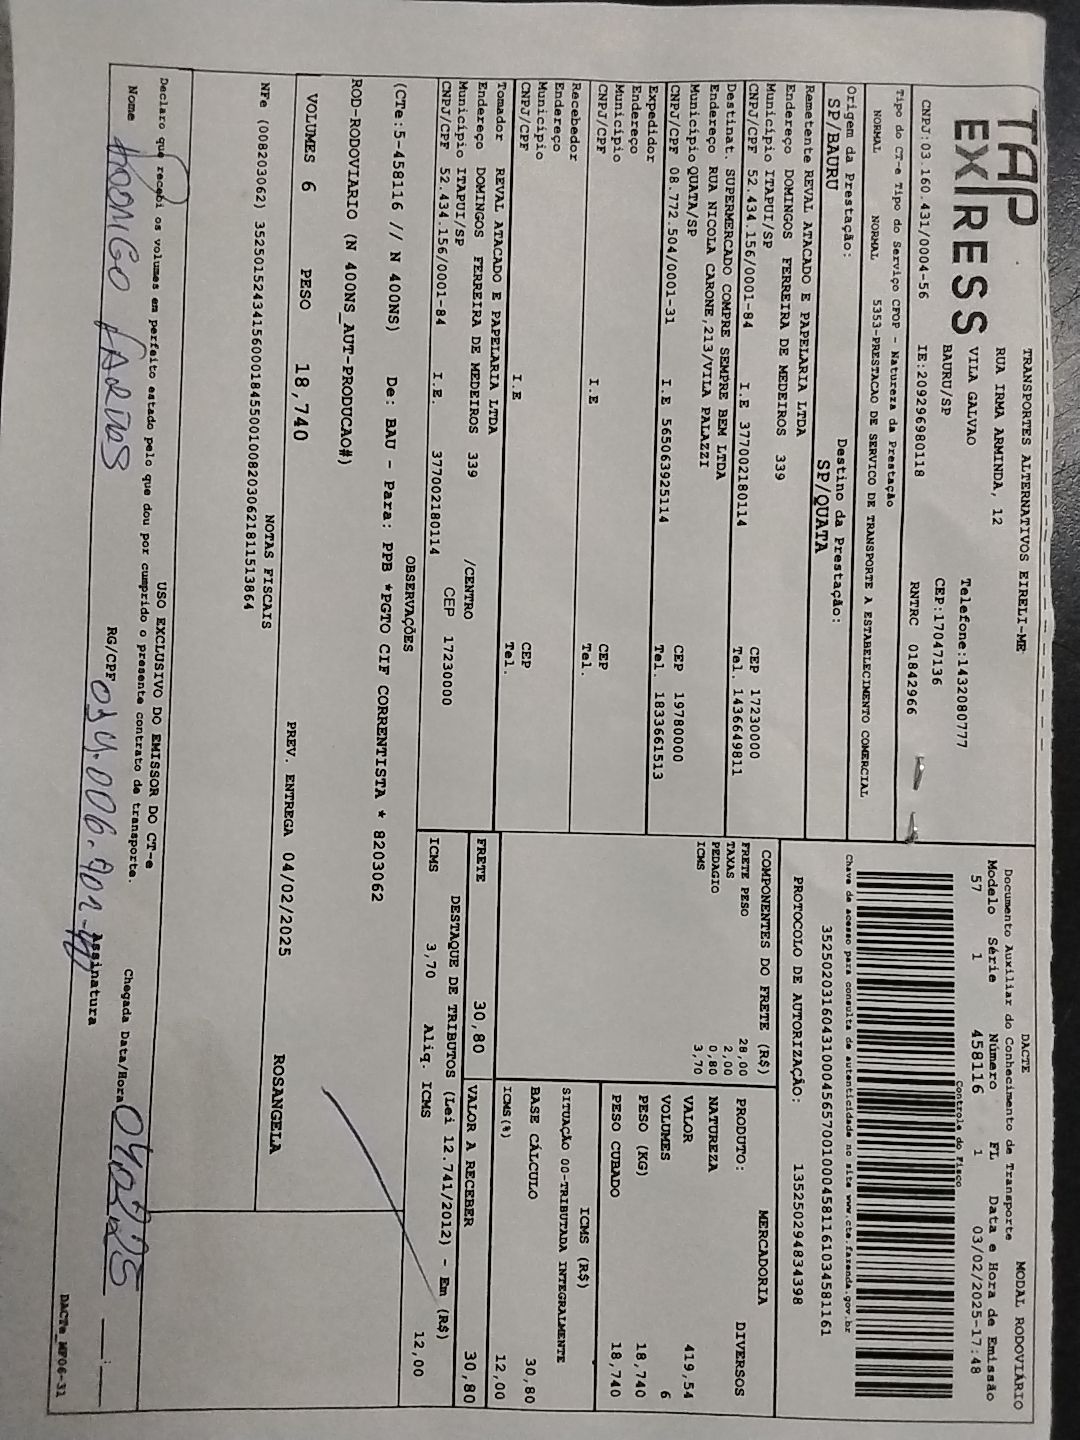 TAP
EXPRESS
TRANSPORTES ALTERNATIVOS EIRELI-ME
RUA IRMA ARMINDA, 12
VILA GALVAO
BAURU/SP
Telefone:1432080777
CEP:17047136
CNPJ:03.160.431/0004-56 IE:209296980118 RNTRC 01842966
Tipo do CT-e Tipo do Serviço CFOP - Natureza da Prestação
NORMAL NORMAL 5353-PRESTACAO DE SERVICO DE TRANSPORTE A ESTABELECIMENTO COMERCIAL
Origem da Prestação: Destino da Prestação:
SP/BAURU SP/QUATA
Remetente REVAL ATACADO E PAPELARIA LTDA
Endereço DOMINGOS FERREIRA DE MEDEIROS 339
Município ITAPUI/SP CEP 17230000
CNPJ/CPF 52.434.156/0001-84 I.E 377002180114 Tel. 1436649811
Destinat. SUPERMERCADO COMPRE SEMPRE BEM LTDA
Endereço RUA NICOLA CARONE,213/VILA PALAZZI
Município QUATA/SP CEP 19780000
CNPJ/CPF 08.772.504/0001-31 I.E 565063925114 Tel. 1833661513
Expedidor
Endereço
Município CEP
CNPJ/CPF I.E Tel.
Recebedor
Endereço
Município CEP
CNPJ/CPF I.E Tel.
Tomador REVAL ATACADO E PAPELARIA LTDA
Endereço DOMINGOS FERREIRA DE MEDEIROS 339 /CENTRO
Município ITAPUI/SP CEP 17230000
CNPJ/CPF 52.434.156/0001-84 I.E. 377002180114
DACTE
Documento Auxiliar do Conhecimento de Transporte
MODAL RODOVIÁRIO
Modelo Série Número FL Data e Hora de Emissão
57 1 458116 1 03/02/2025-17:48
Controle do Fisco
Chave de acesso para consulta de autenticidade no site www.cte.fazenda.gov.br
35250203160431000456570010004581161034581161
PROTOCOLO DE AUTORIZAÇÃO: 135250294834398
COMPONENTES DO FRETE (R$)
FRETE PESO 28,00
TAXAS 2,00
PEDAGIO 0,80
ICMS 3,70
MERCADORIA
PRODUTO: DIVERSOS
NATUREZA
VALOR 419,54
VOLUMES 6
PESO (KG) 18,740
PESO CUBADO 18,740
ICMS (R$)
SITUAÇÃO 00-TRIBUTADA INTEGRALMENTE
BASE CÁLCULO 30,80
ICMS(%) 12,00
FRETE 30,80 VALOR A RECEBER 30,80
DESTAQUE DE TRIBUTOS (Lei 12.741/2012) - Em (R$)
ICMS 3,70 Aliq. ICMS 12,00
OBSERVAÇÕES
(CTe:5-458116 // N 400NS) De: BAU - Para: PPB *PGTO CIF CORRENTISTA * 8203062
ROD-RODOVIARIO (N 400NS_AUT-PRODUCAO#)
VOLUMES 6 PESO 18,740 PREV. ENTREGA 04/02/2025 ROSANGELA
NOTAS FISCAIS
NFe (008203062) 35250152434156000184550010082030621811513864
USO EXCLUSIVO DO EMISSOR DO CT-e
Declaro que recebi os volumes em perfeito estado pelo que dou por cumprido o presente contrato de transporte.
Nome RG/CPF Assinatura Chegada Data/Hora 04 02 25 __:__
DACTe_MF06-31